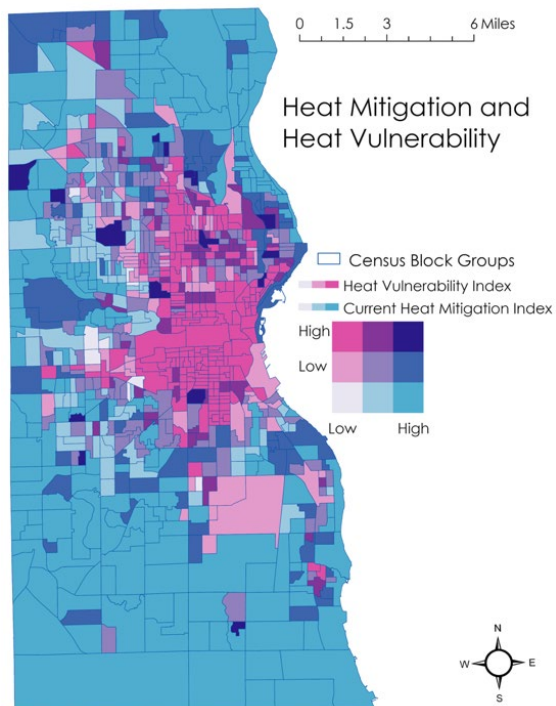 0 1.5 3 6 Miles
Heat Mitigation and
Heat Vulnerability
Census Block Groups
Heat Vulnerability Index
Current Heat Mitigation Index
High
Low
Low High
N
W E
S